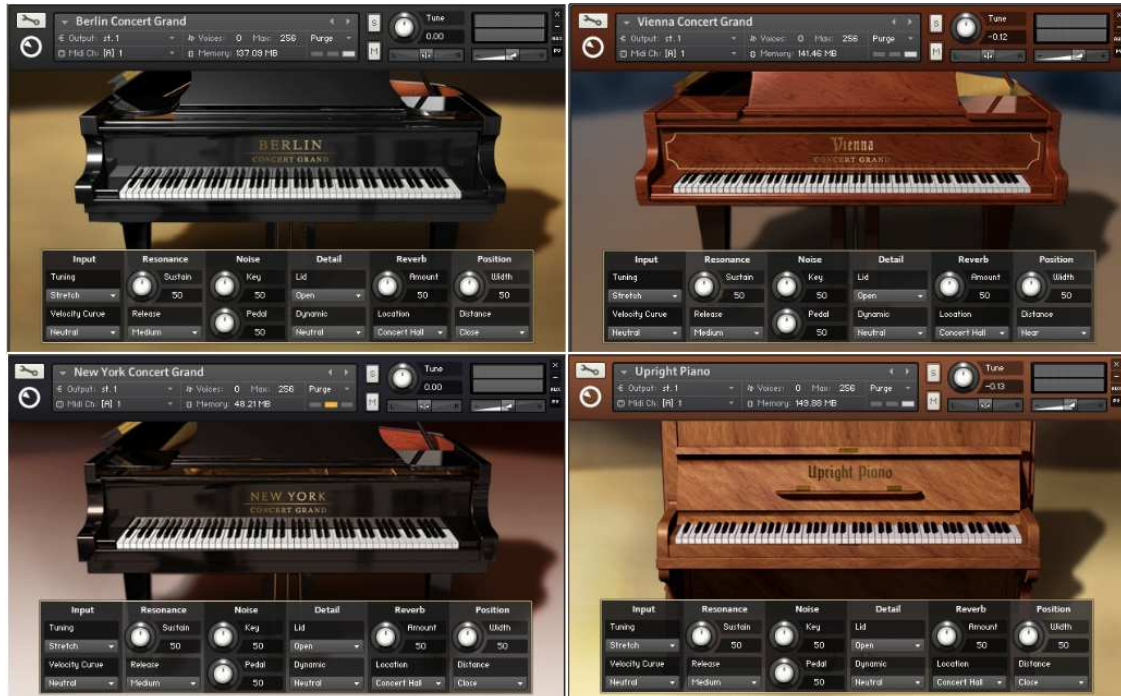 Berlin Concert Grand
S
Tune
0.00
Output: st. 1
Voices: 0 Max: 256
Purge
Midi Ch: [A] 1
Memory: 137.09 MB
M
AUX
PV
BERLIN
CONCERT GRAND
Input Resonance Noise Detail Reverb Position
Tuning Sustain Key Lid Amount Width
Stretch 50 50 Open 50 50
Velocity Curve Release Pedal Dynamic Location Distance
Neutral Medium 50 Neutral Concert Hall Close
Vienna Concert Grand
S
Tune
-0.12
Output: st. 1
Voices: 0 Max: 256
Purge
Midi Ch: [A] 1
Memory: 141.46 MB
M
AUX
PV
Vienna
CONCERT GRAND
Input Resonance Noise Detail Reverb Position
Tuning Sustain Key Lid Amount Width
Stretch 50 50 Open 50 50
Velocity Curve Release Pedal Dynamic Location Distance
Neutral Medium 50 Neutral Concert Hall Near
New York Concert Grand
S
Tune
0.00
Output: st. 1
Voices: 0 Max: 256
Purge
Midi Ch: [A] 1
Memory: 48.21 MB
M
AUX
PV
NEW YORK
CONCERT GRAND
Input Resonance Noise Detail Reverb Position
Tuning Sustain Key Lid Amount Width
Stretch 50 50 Open 50 50
Velocity Curve Release Pedal Dynamic Location Distance
Neutral Medium 50 Neutral Concert Hall Close
Upright Piano
S
Tune
-0.13
Output: st. 1
Voices: 0 Max: 256
Purge
Midi Ch: [A] 1
Memory: 149.88 MB
M
AUX
PV
Upright Piano
Input Resonance Noise Detail Reverb Position
Tuning Sustain Key Lid Amount Width
Stretch 50 50 Open 50 50
Velocity Curve Release Pedal Dynamic Location Distance
Neutral Medium 50 Neutral Concert Hall Close